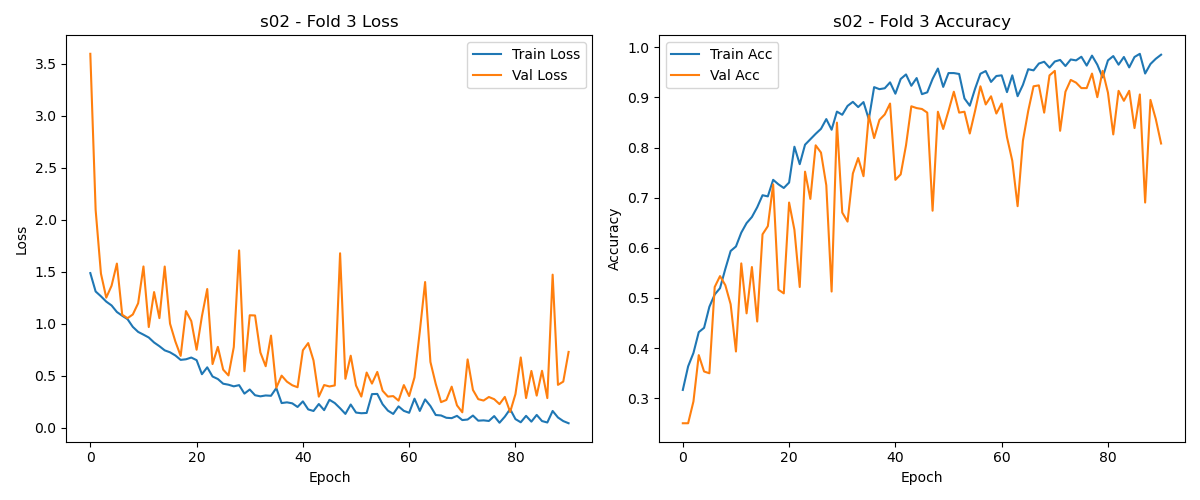 s02 - Fold 3 Loss
Train Loss
Val Loss
3.5
3.0
2.5
2.0
1.5
1.0
0.5
0.0
Loss
0 20 40 60 80
Epoch
s02 - Fold 3 Accuracy
Train Acc
Val Acc
1.0
0.9
0.8
0.7
0.6
0.5
0.4
0.3
Accuracy
0 20 40 60 80
Epoch